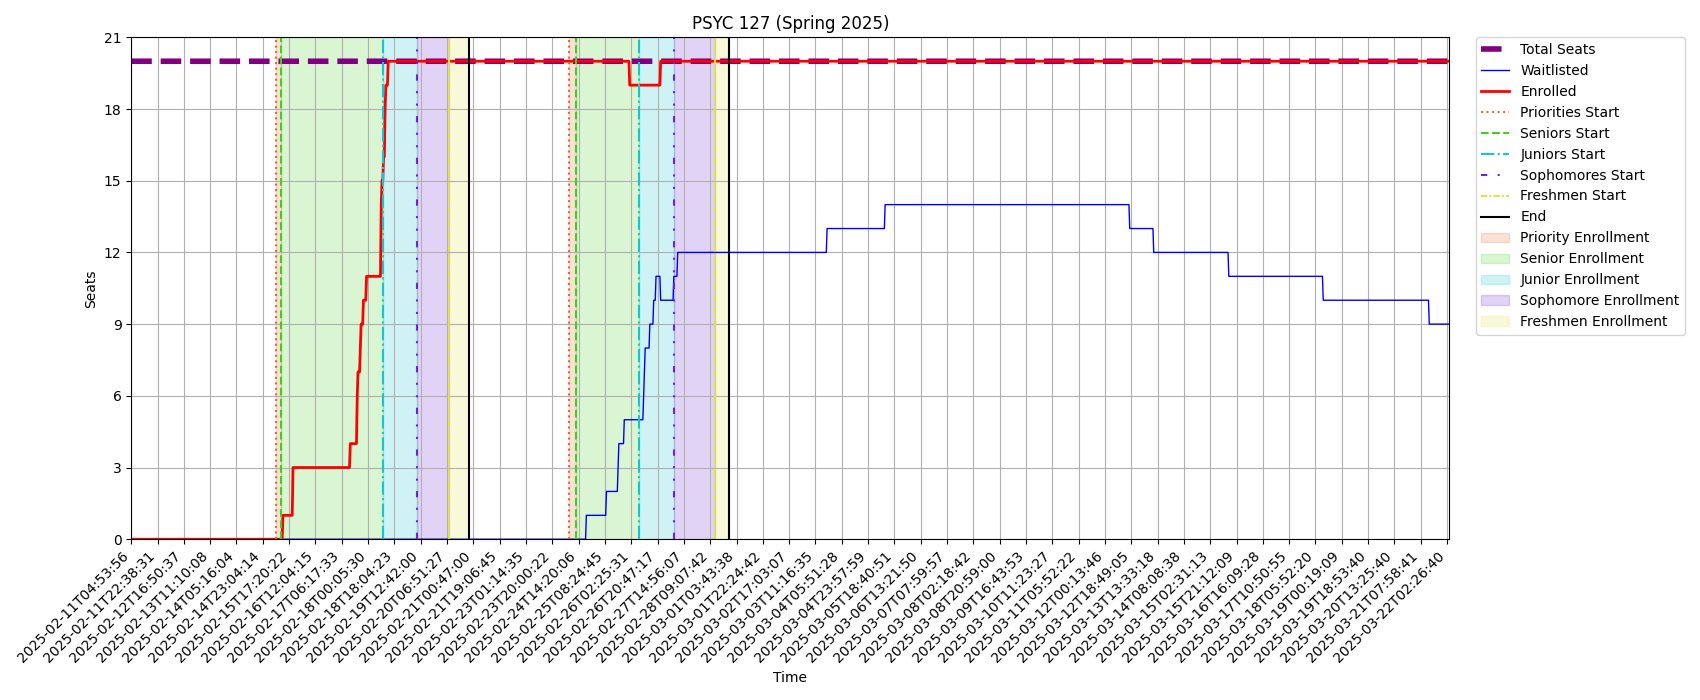 PSYC 127 (Spring 2025)
Seats
21
18
15
12
9
6
3
0
2025-02-11T04:53:56
2025-02-11T22:38:31
2025-02-12T16:50:37
2025-02-13T11:10:08
2025-02-14T05:16:04
2025-02-14T23:04:14
2025-02-15T17:20:22
2025-02-16T12:04:15
2025-02-17T06:17:33
2025-02-18T00:05:30
2025-02-18T18:04:23
2025-02-19T12:42:00
2025-02-20T06:51:27
2025-02-21T00:47:00
2025-02-21T19:06:45
2025-02-23T01:14:35
2025-02-23T20:00:22
2025-02-24T14:20:06
2025-02-25T08:24:45
2025-02-26T02:25:31
2025-02-26T20:47:17
2025-02-27T14:56:07
2025-02-28T09:07:42
2025-03-01T03:43:38
2025-03-01T22:24:42
2025-03-02T17:03:07
2025-03-03T11:16:35
2025-03-04T05:51:28
2025-03-04T23:57:59
2025-03-05T18:40:51
2025-03-06T13:21:50
2025-03-07T07:59:57
2025-03-08T02:18:42
2025-03-08T20:59:00
2025-03-09T16:43:53
2025-03-10T11:23:27
2025-03-11T05:52:22
2025-03-12T00:13:46
2025-03-12T18:49:05
2025-03-13T13:33:18
2025-03-14T08:08:38
2025-03-15T02:31:13
2025-03-15T21:12:09
2025-03-16T16:09:28
2025-03-17T10:50:55
2025-03-18T05:52:20
2025-03-19T00:19:09
2025-03-19T18:53:40
2025-03-20T13:25:40
2025-03-21T07:58:41
2025-03-22T02:26:40
Time
Total Seats
Waitlisted
Enrolled
Priorities Start
Seniors Start
Juniors Start
Sophomores Start
Freshmen Start
End
Priority Enrollment
Senior Enrollment
Junior Enrollment
Sophomore Enrollment
Freshmen Enrollment